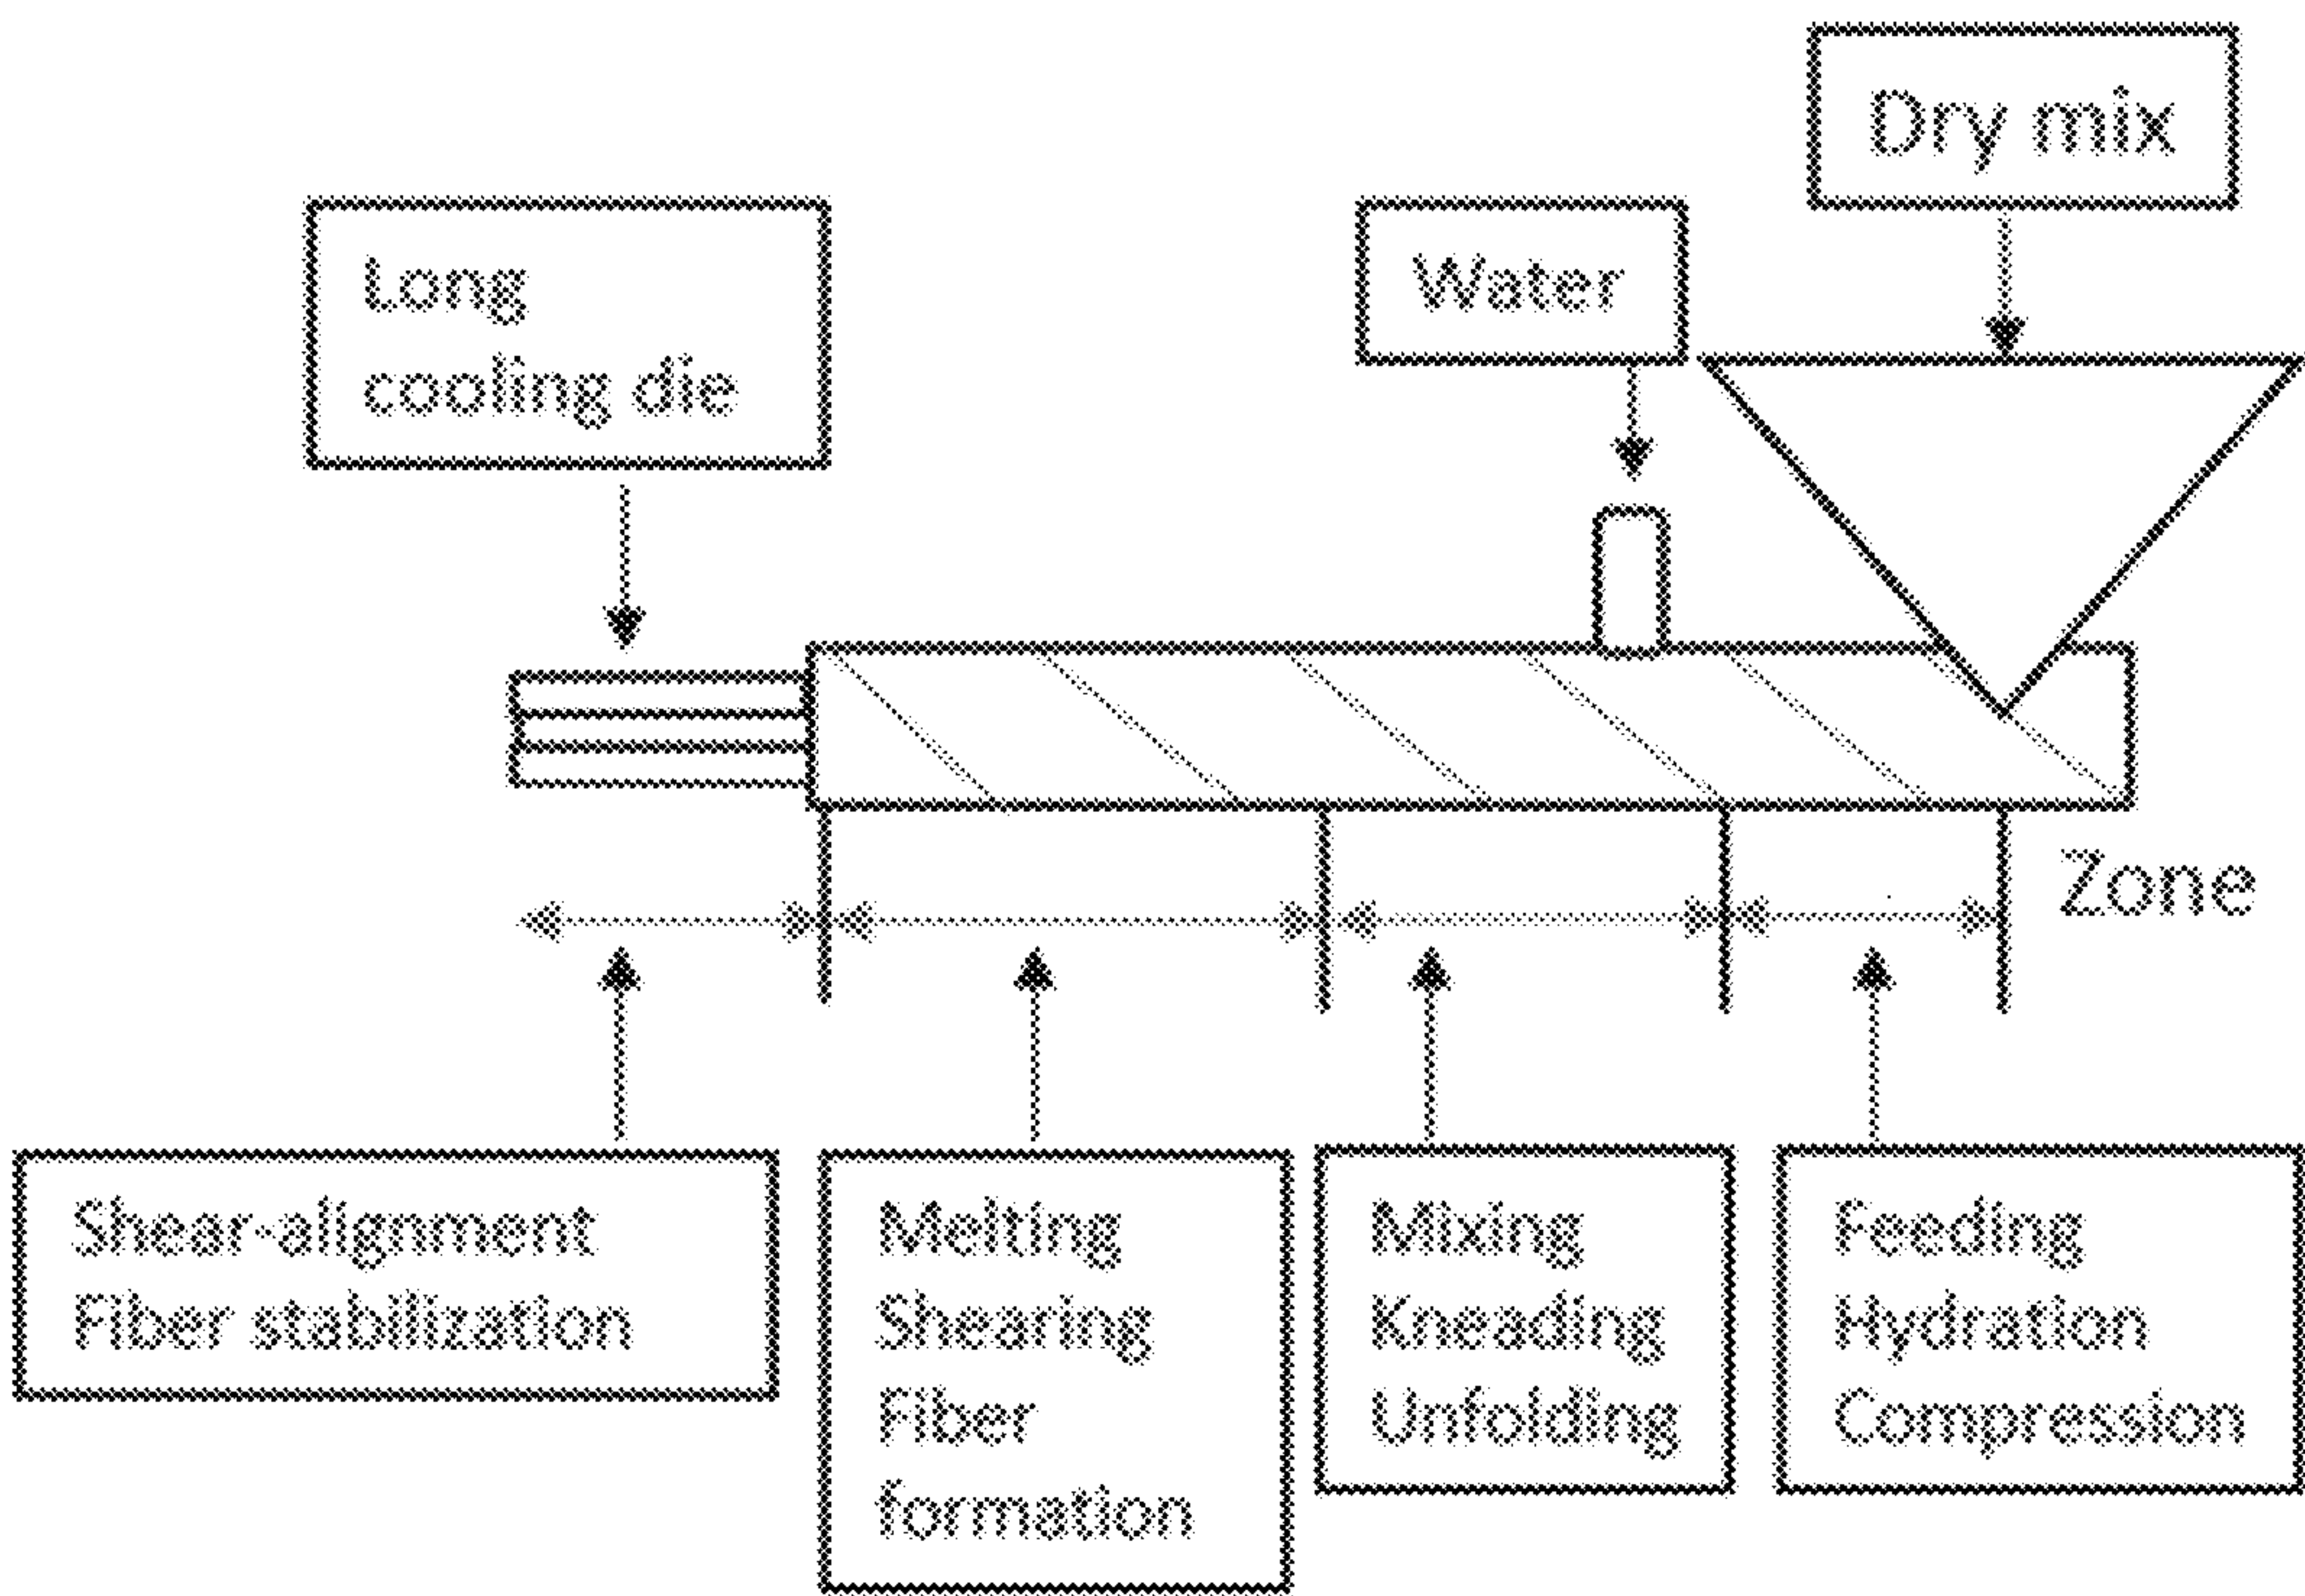 Dry mix
Long
cooling die
Water
Zone
Shear-alignment
Fiber stabilization
Melting
Shearing
Fiber
formation
Mixing
Kneading
Unfolding
Feeding
Hydration
Compression